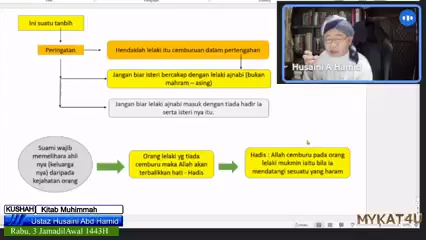 Ini suatu tanbih
Peringatan
Hendaklah lelaki itu cemburuan dalam pertengahan
Jangan biar isteri bercakap dengan lelaki ajnabi (bukan
mahram – asing)
Jangan biar lelaki ajnabi masuk dengan tiada hadir ia
serta isteri nya itu.
Suami wajib
memelihara ahli
nya (keluarga
nya) daripada
kejahatan orang
Orang lelaki yg tiada
cemburu maka Allah akan
terbalikkan hati - Hadis
Hadis : Allah cemburu pada orang
lelaki mukmin iaitu bila ia
mendatangi sesuatu yang haram
Husaini A Hamid
KUSHAH Kitab Muhimmah
Ustaz Husaini Abd Hamid
Rabu, 3 JamadilAwal 1443H
MYKAT4U